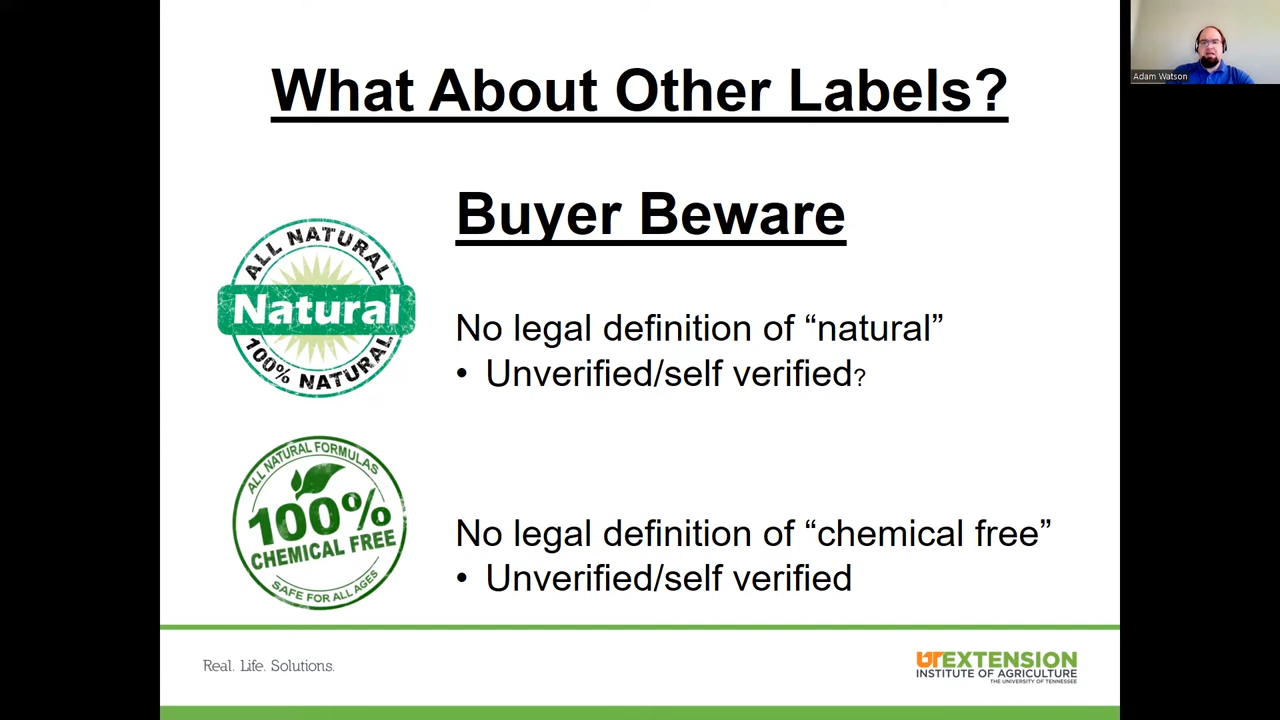 What About Other Labels?
Adam Watson
Buyer Beware
ALL NATURAL
Natural
100% NATURAL
No legal definition of “natural”
• Unverified/self verified?
ALL NATURAL FORMULAS
100%
CHEMICAL FREE
SAFE FOR ALL AGES
No legal definition of “chemical free”
• Unverified/self verified
Real. Life. Solutions.
UTEXTENSION
INSTITUTE OF AGRICULTURE
THE UNIVERSITY OF TENNESSEE